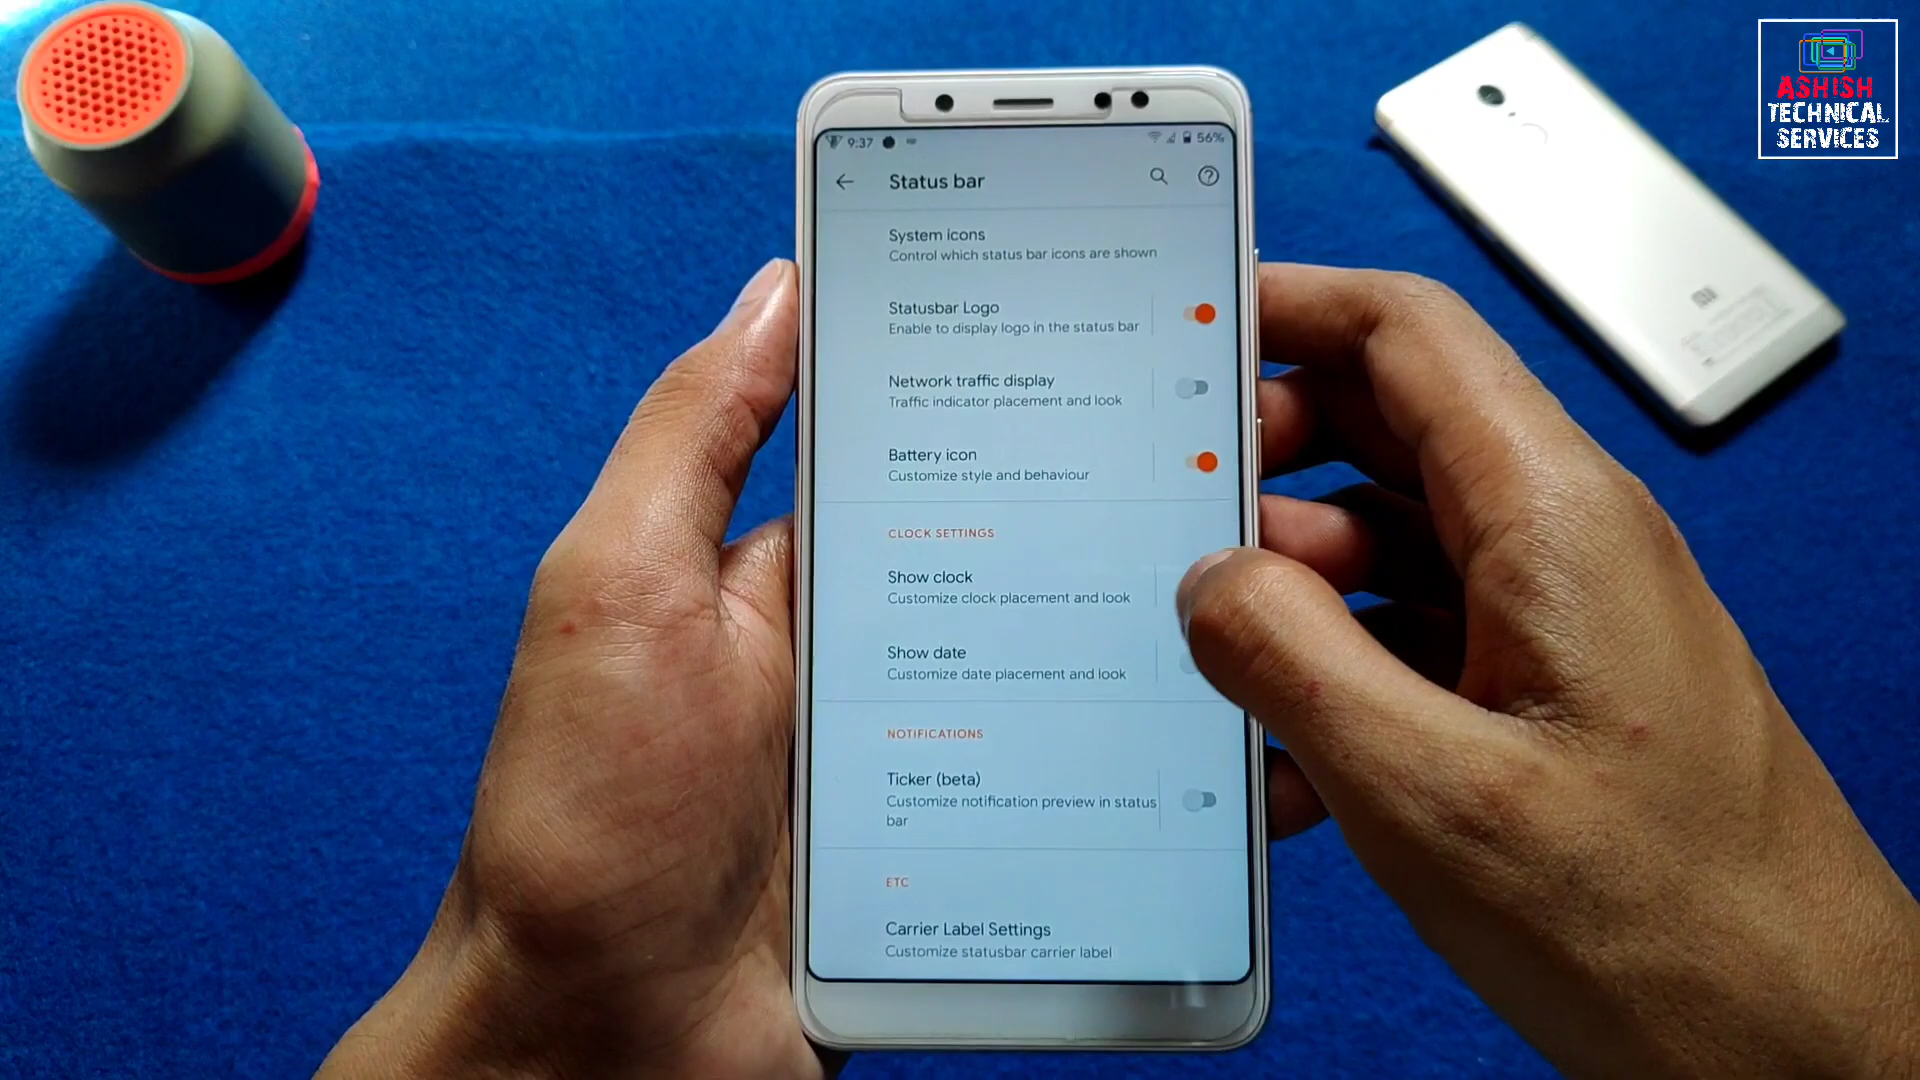 ASHISH
TECHNICAL
SERVICES
9:37
56%
Status bar
System icons
Control which status bar icons are shown
Statusbar Logo
Enable to display logo in the status bar
Network traffic display
Traffic indicator placement and look
Battery icon
Customize style and behaviour
CLOCK SETTINGS
Show clock
Customize clock placement and look
Show date
Customize date placement and look
NOTIFICATIONS
Ticker (beta)
Customize notification preview in status
bar
ETC
Carrier Label Settings
Customize statusbar carrier label